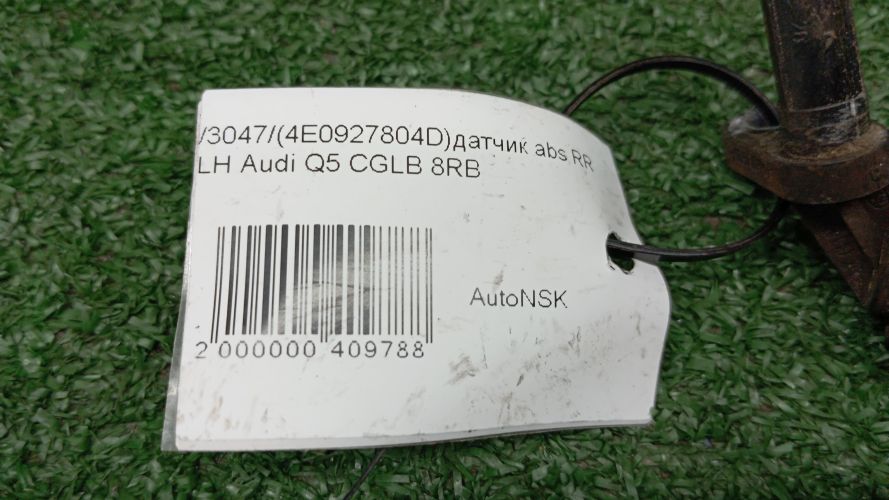 /3047/(4E0927804D)датчик abs RR
LH Audi Q5 CGLB 8RB
AutoNSK
2 000000 409788